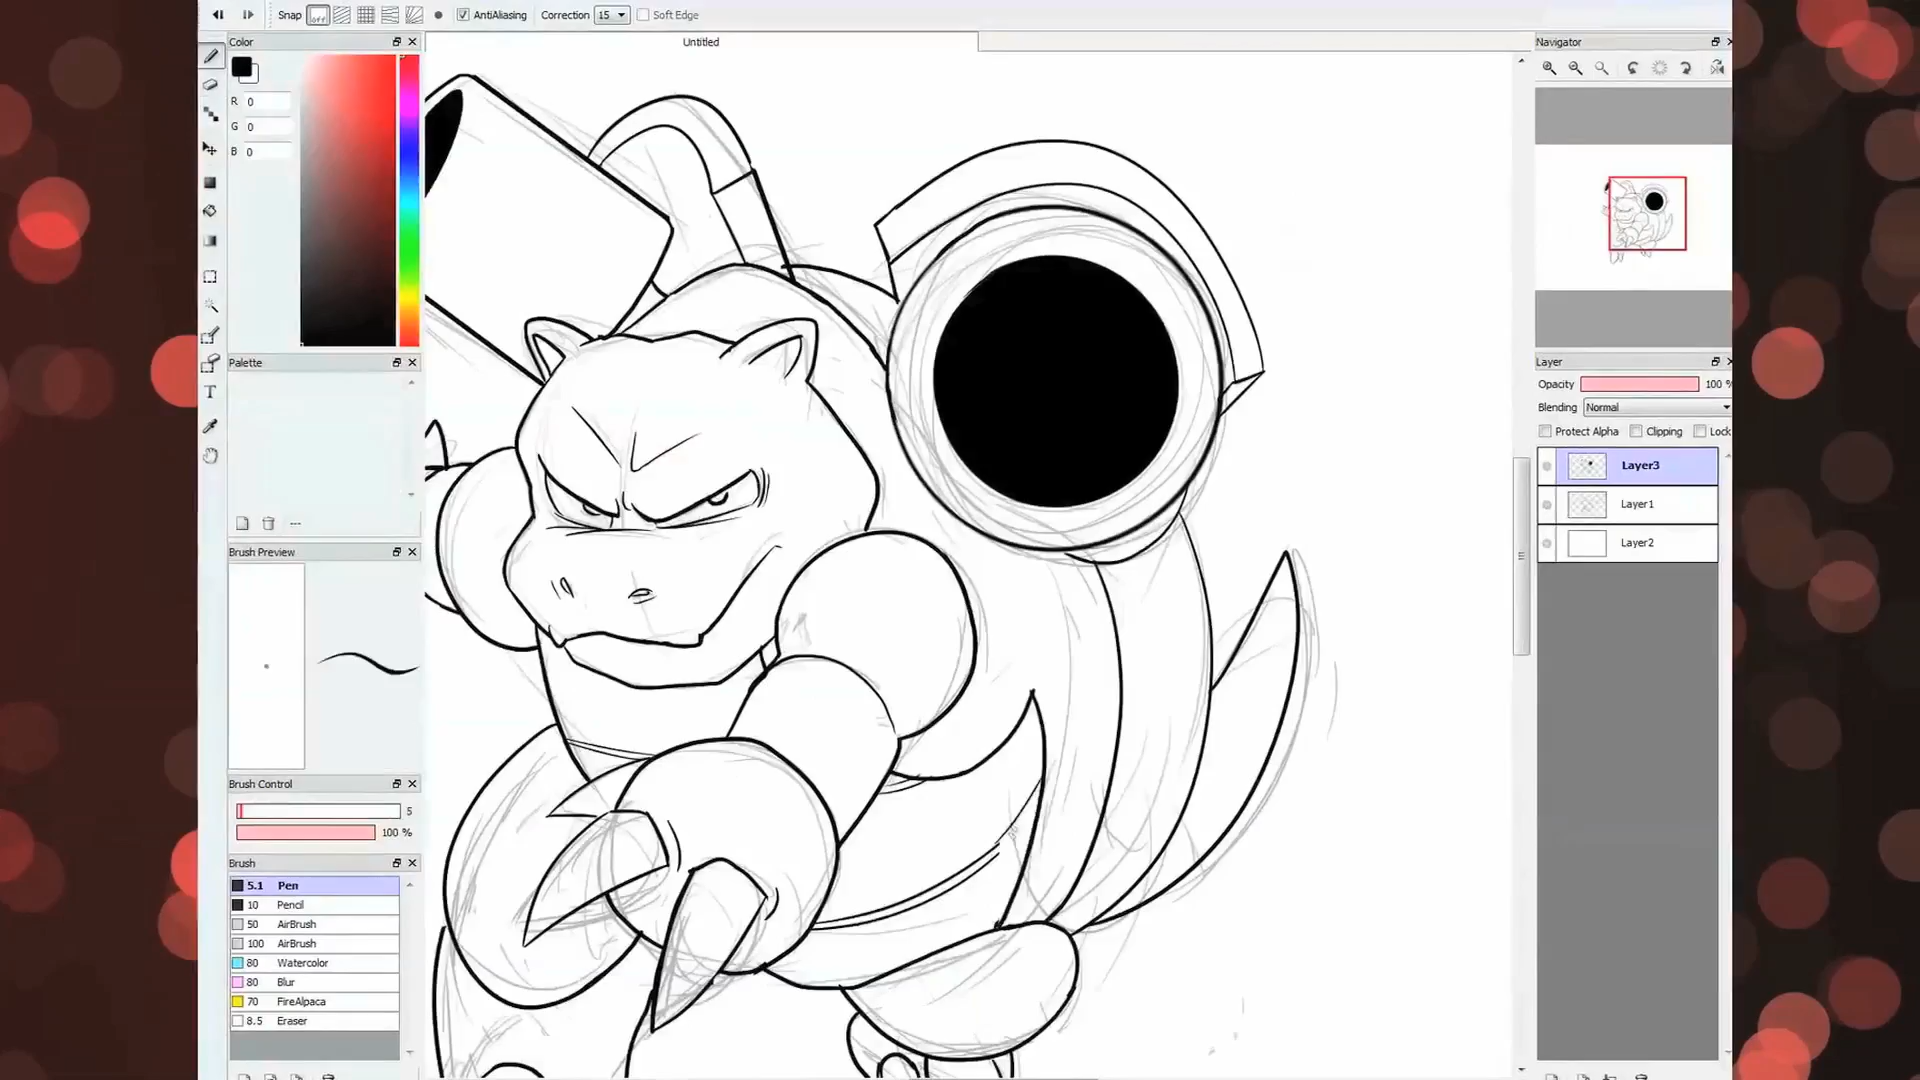 Snap off AntiAliasing Correction 15 Soft Edge
Color
Untitled
Navigator
R 0
G 0
B 0
Palette
Layer
Opacity 100 %
Blending Normal
Protect Alpha Clipping Lock
Layer3
Layer1
Layer2
Brush Preview
Brush Control
5
100 %
Brush
5.1 Pen
10 Pencil
50 AirBrush
100 AirBrush
80 Watercolor
80 Blur
70 FireAlpaca
8.5 Eraser